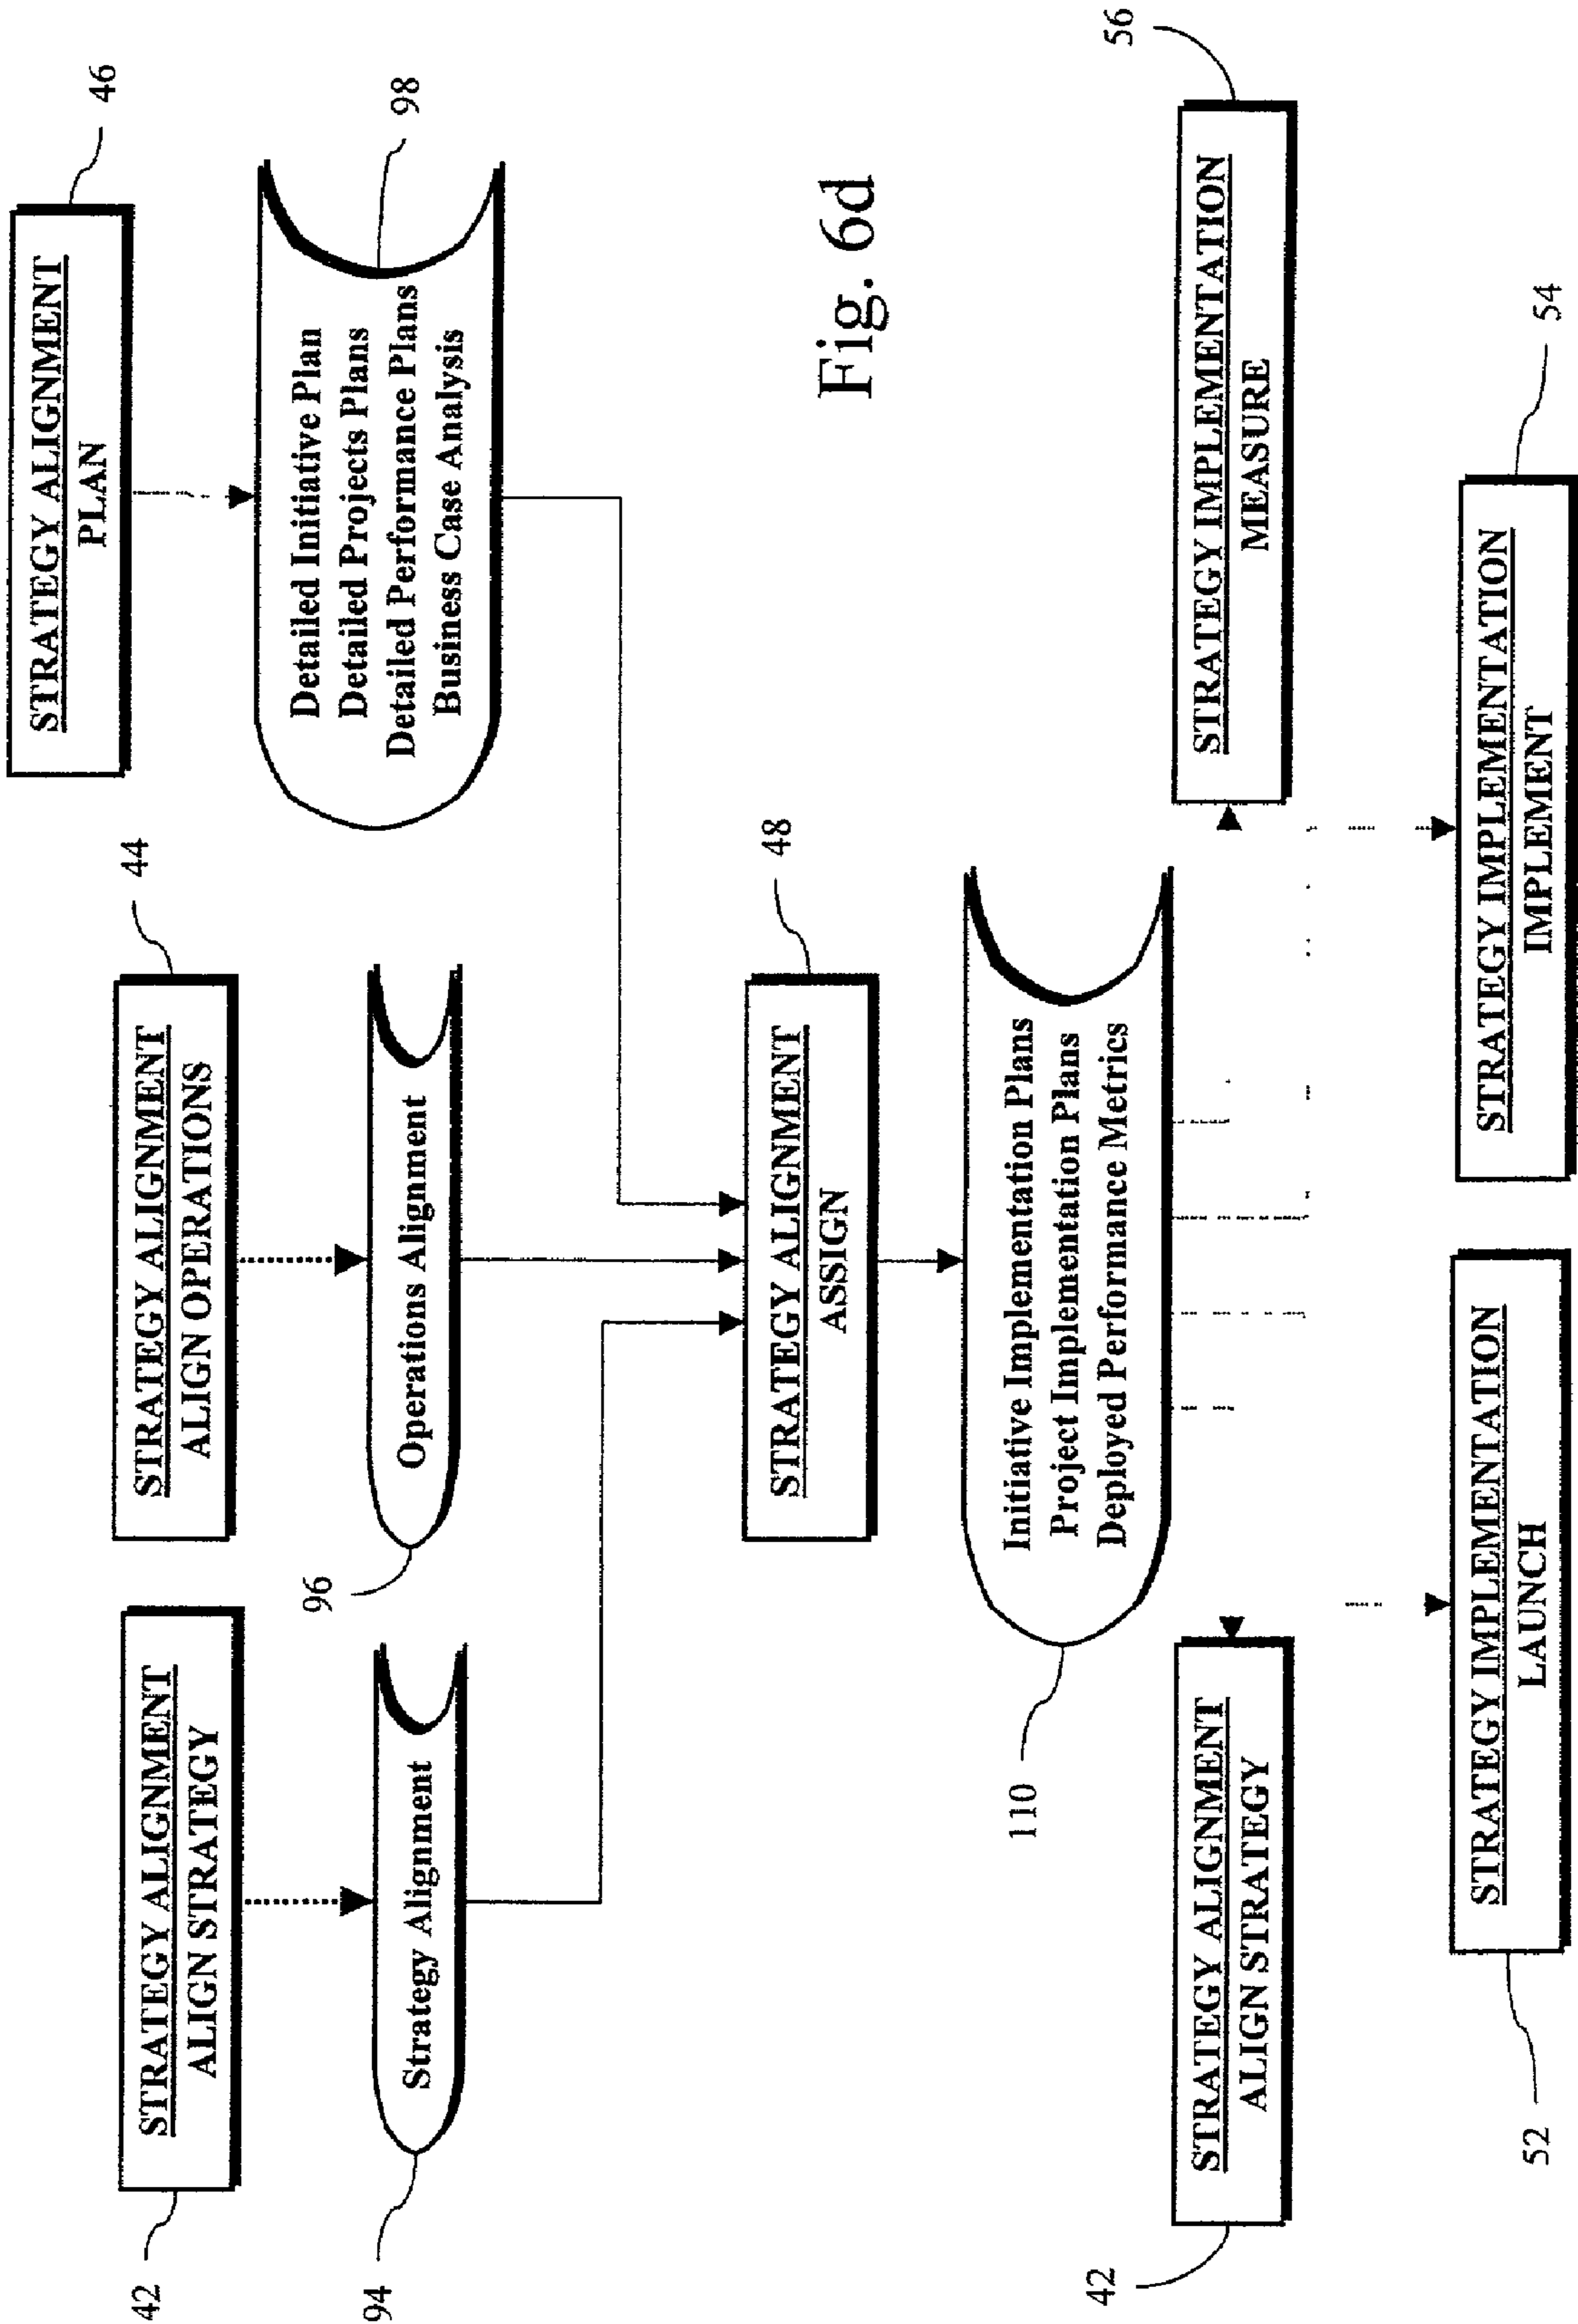 42
STRATEGY ALIGNMENT
ALIGN STRATEGY
STRATEGY ALIGNMENT
ALIGN OPERATIONS
44
STRATEGY ALIGNMENT
PLAN
46
94
Strategy Alignment
96
Operations Alignment
Detailed Initiative Plan
Detailed Projects Plans
Detailed Performance Plans
Business Case Analysis
98
STRATEGY ALIGNMENT
ASSIGN
48
Fig. 6d
110
Initiative Implementation Plans
Project Implementation Plans
Deployed Performance Metrics
42
STRATEGY ALIGNMENT
ALIGN STRATEGY
STRATEGY IMPLEMENTATION
MEASURE
56
52
STRATEGY IMPLEMENTATION
LAUNCH
STRATEGY IMPLEMENTATION
IMPLEMENT
54